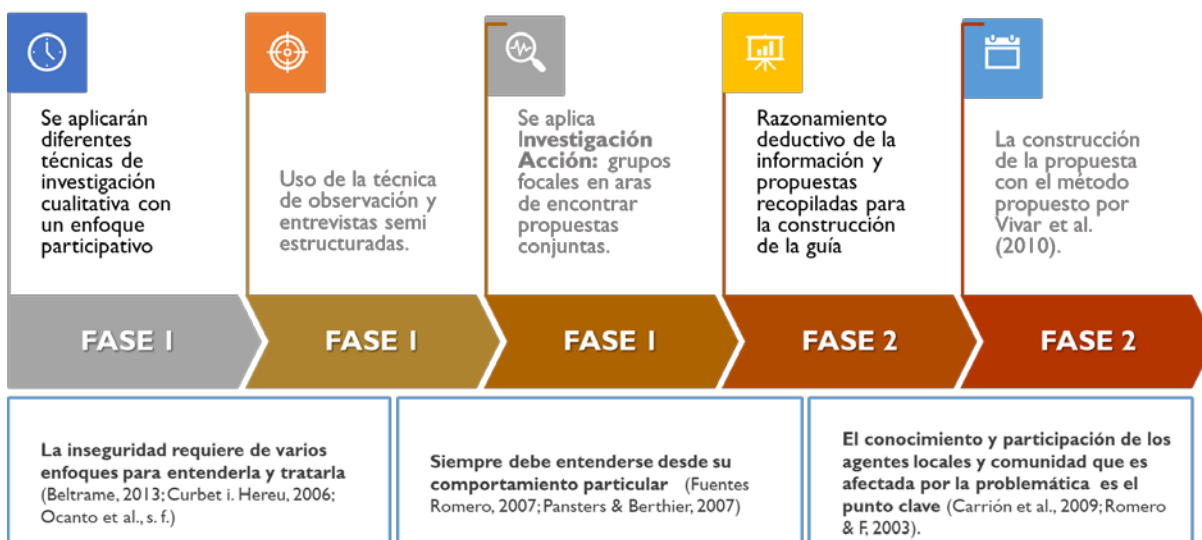 Se aplicarán
diferentes
técnicas de
investigación
cualitativa con
un enfoque
participativo
Uso de la técnica
de observación y
entrevistas semi
estructuradas.
Se aplica
Investigación
Acción: grupos
focales en aras
de encontrar
propuestas
conjuntas.
Razonamiento
deductivo de la
información y
propuestas
recopiladas para
la construcción
de la guía
La construcción
de la propuesta
con el método
propuesto por
Vivar et al.
(2010).
FASE 1
FASE 1
FASE 1
FASE 2
FASE 2
La inseguridad requiere de varios
enfoques para entenderla y tratarla
(Beltrame, 2013; Curbet i. Hereu, 2006;
Ocanto et al., s. f.)
Siempre debe entenderse desde su
comportamiento particular (Fuentes
Romero, 2007; Pansters & Berthier, 2007)
El conocimiento y participación de los
agentes locales y comunidad que es
afectada por la problemática es el
punto clave (Carrión et al., 2009; Romero
& F, 2003).